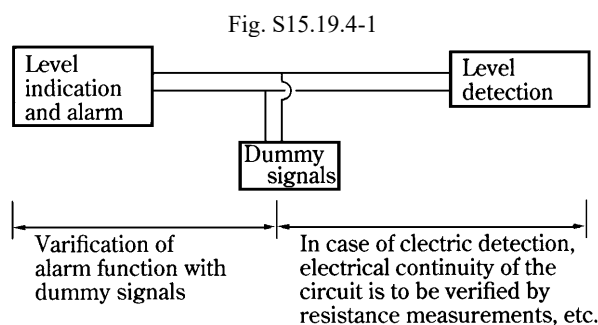 Fig. S15.19.4-1
Level
indication
and alarm
Level
detection
Dummy
signals
Varification of
alarm function with
dummy signals
In case of clectric detection,
electrical continuity of the
circuit is to be verified by
resistance measurements, etc.